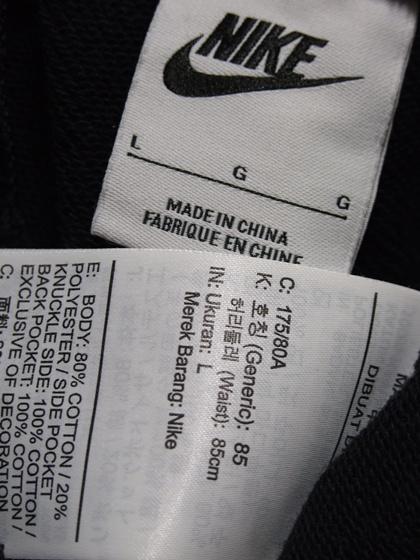 NIKE
L
G
G
MADE IN CHINA
FABRIQUE EN CHINE
C: 175/80A
K: 호칭 (Generic): 85
허리둘레 (Waist): 85cm
IN: Ukuran: L
Merek Barang: Nike
E: BODY: 80% COTTON / 20%
POLYESTER / SIDE POCKET
KNUCKLE SIDE: 100% COTTON /
BACK POCKET: 100% COTTON /
EXCLUSIVE OF DECORATION
C: 面料
DIBUAT